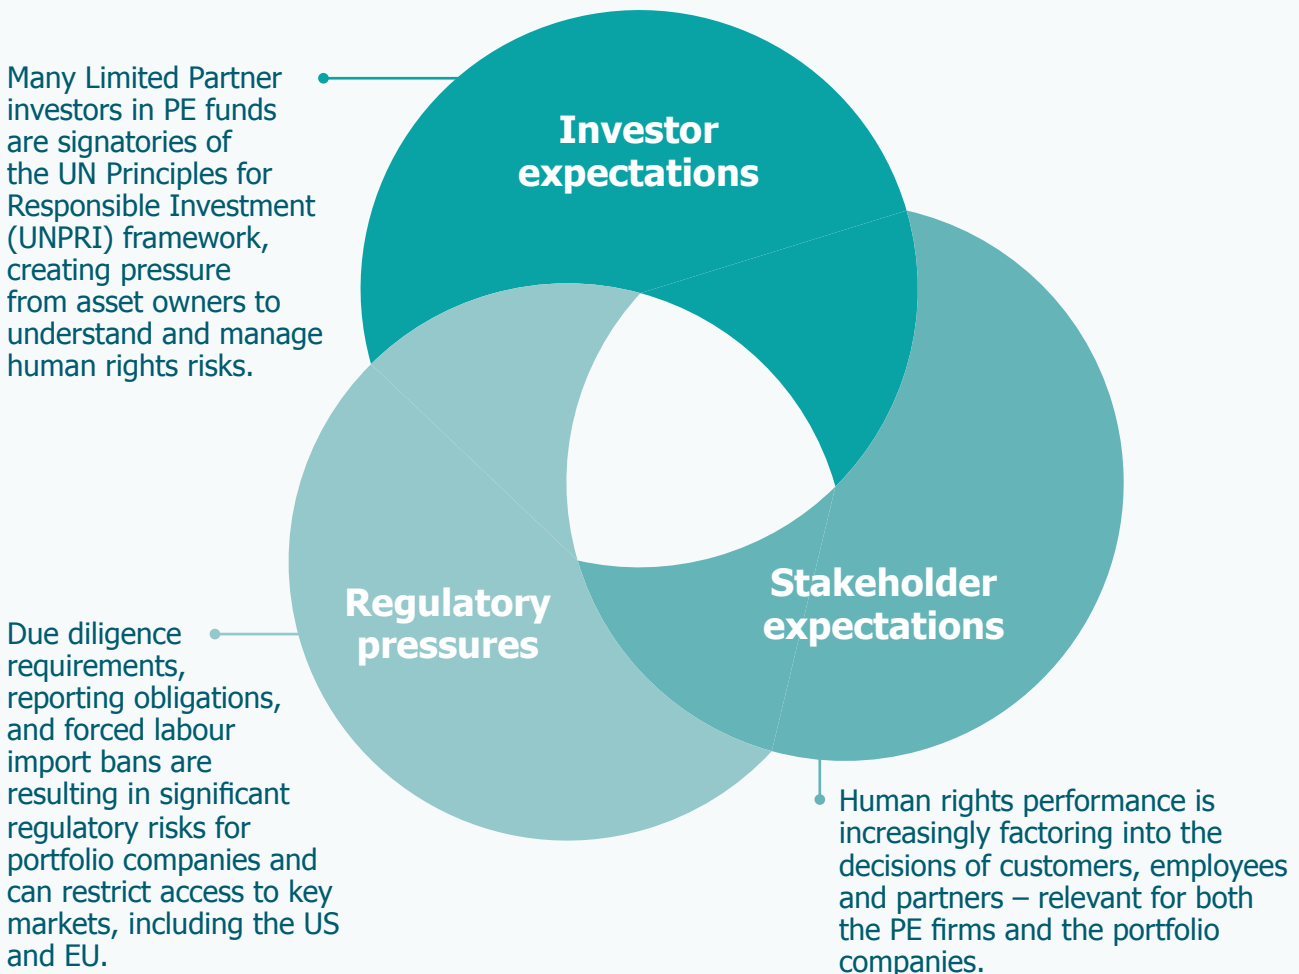 Many Limited Partner
investors in PE funds
are signatories of
the UN Principles for
Responsible Investment
(UNPRI) framework,
creating pressure
from asset owners to
understand and manage
human rights risks.
Investor
expectations
Regulatory
pressures
Stakeholder
expectations
Due diligence
requirements,
reporting obligations,
and forced labour
import bans are
resulting in significant
regulatory risks for
portfolio companies and
can restrict access to key
markets, including the US
and EU.
Human rights performance is
increasingly factoring into the
decisions of customers, employees
and partners – relevant for both
the PE firms and the portfolio
companies.